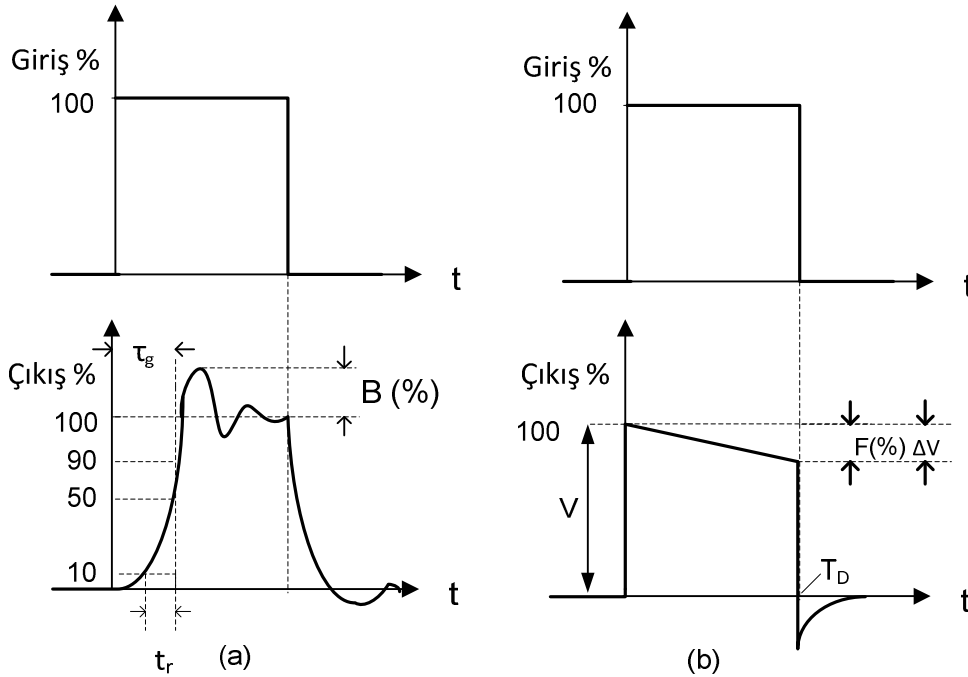 Giriş %
100
t
τg
Çıkış %
100
90
50
10
B (%)
t
tr
(a)
Giriş %
100
t
Çıkış %
100
V
F(%) ΔV
TD
t
(b)